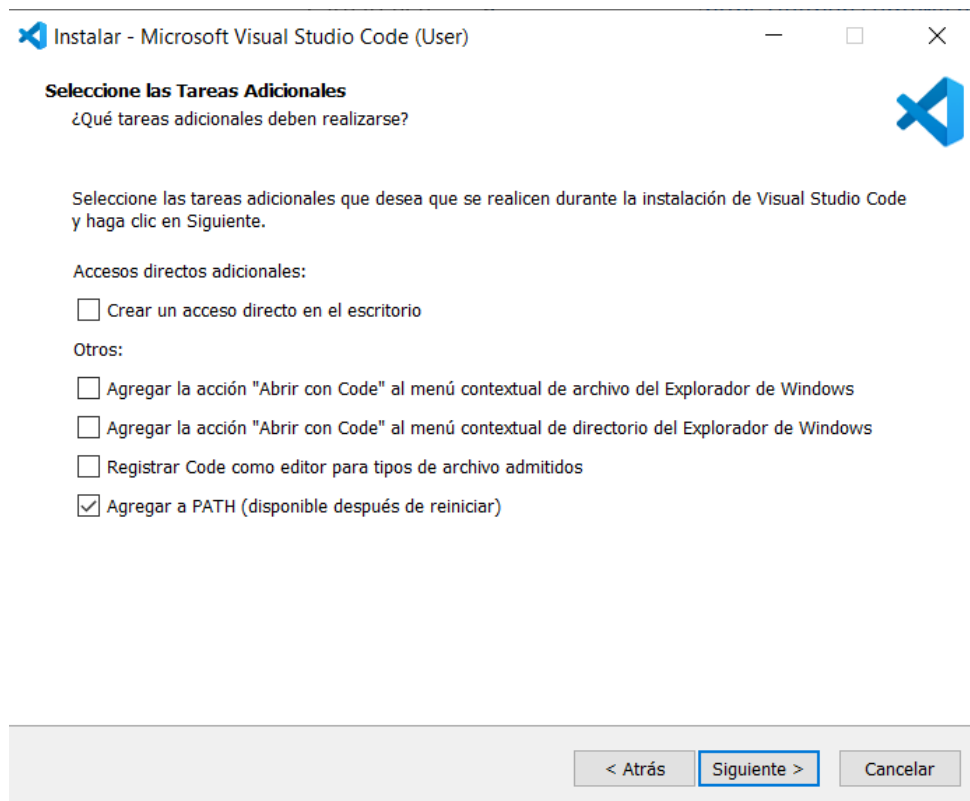 Instalar - Microsoft Visual Studio Code (User)
Seleccione las Tareas Adicionales
¿Qué tareas adicionales deben realizarse?
Seleccione las tareas adicionales que desea que se realicen durante la instalación de Visual Studio Code
y haga clic en Siguiente.
Accesos directos adicionales:
Crear un acceso directo en el escritorio
Otros:
Agregar la acción "Abrir con Code" al menú contextual de archivo del Explorador de Windows
Agregar la acción "Abrir con Code" al menú contextual de directorio del Explorador de Windows
Registrar Code como editor para tipos de archivo admitidos
Agregar a PATH (disponible después de reiniciar)
< Atrás Siguiente > Cancelar